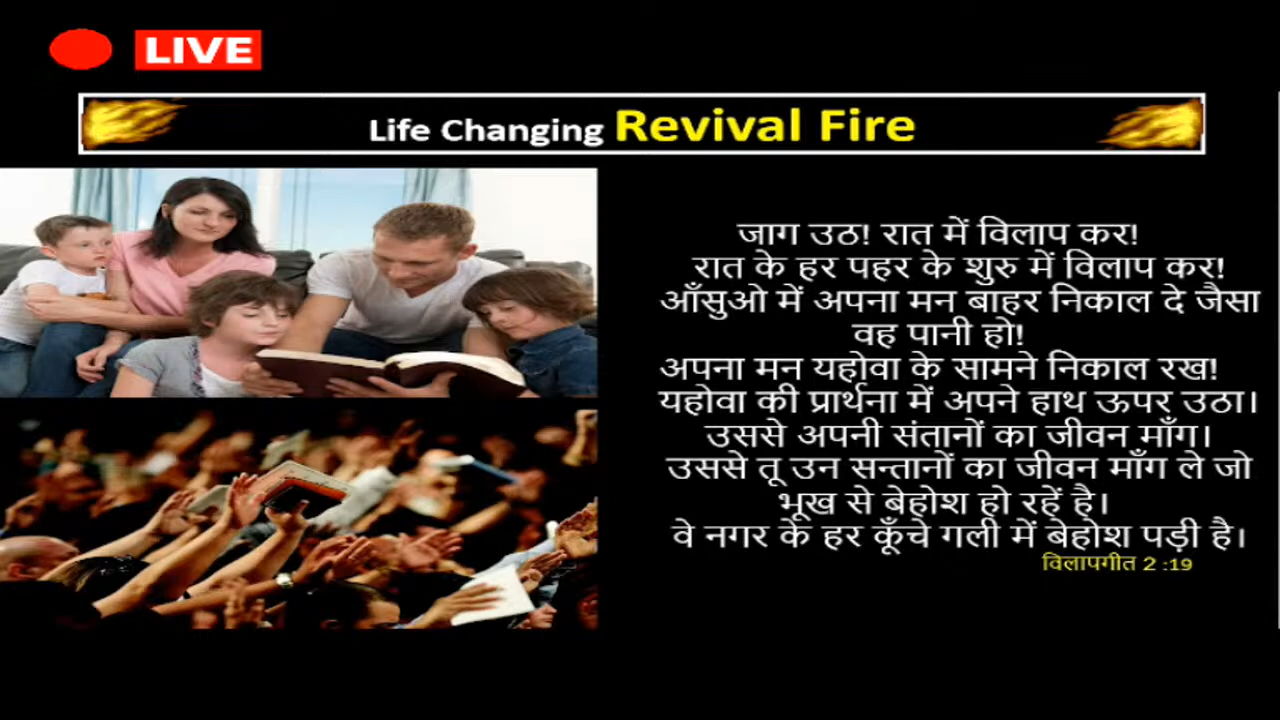 LIVE
Life Changing Revival Fire
जाग उठ! रात में विलाप कर!
रात के हर पहर के शुरु में विलाप कर!
आँसुओ में अपना मन बाहर निकाल दे जैसा
वह पानी हो!
अपना मन यहोवा के सामने निकाल रख!
यहोवा की प्रार्थना में अपने हाथ ऊपर उठा।
उससे अपनी संतानों का जीवन माँग।
उससे तू उन सन्तानों का जीवन माँग ले जो
भूख से बेहोश हो रहें है।
वे नगर के हर कूँचे गली में बेहोश पड़ी है।
विलापगीत 2 :19